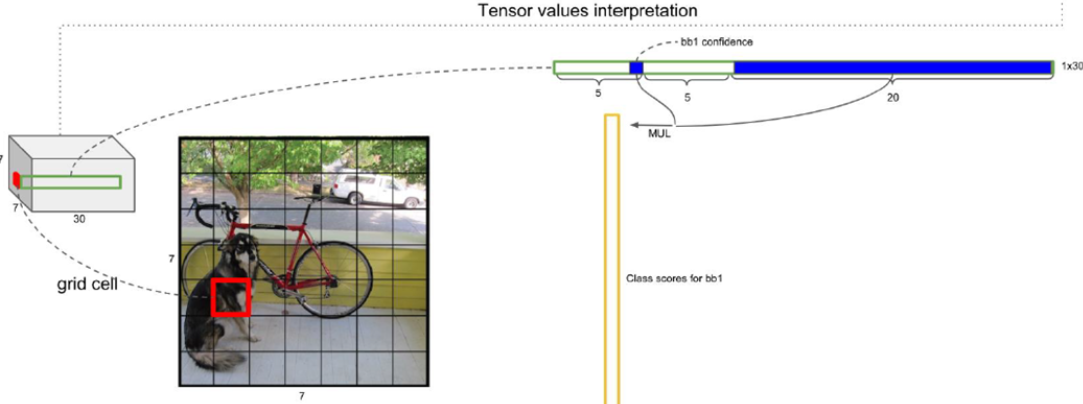 Tensor values interpretation
bb1 confidence
1x30
5
5
20
MUL
7
7
30
grid cell
7
Class scores for bb1
7